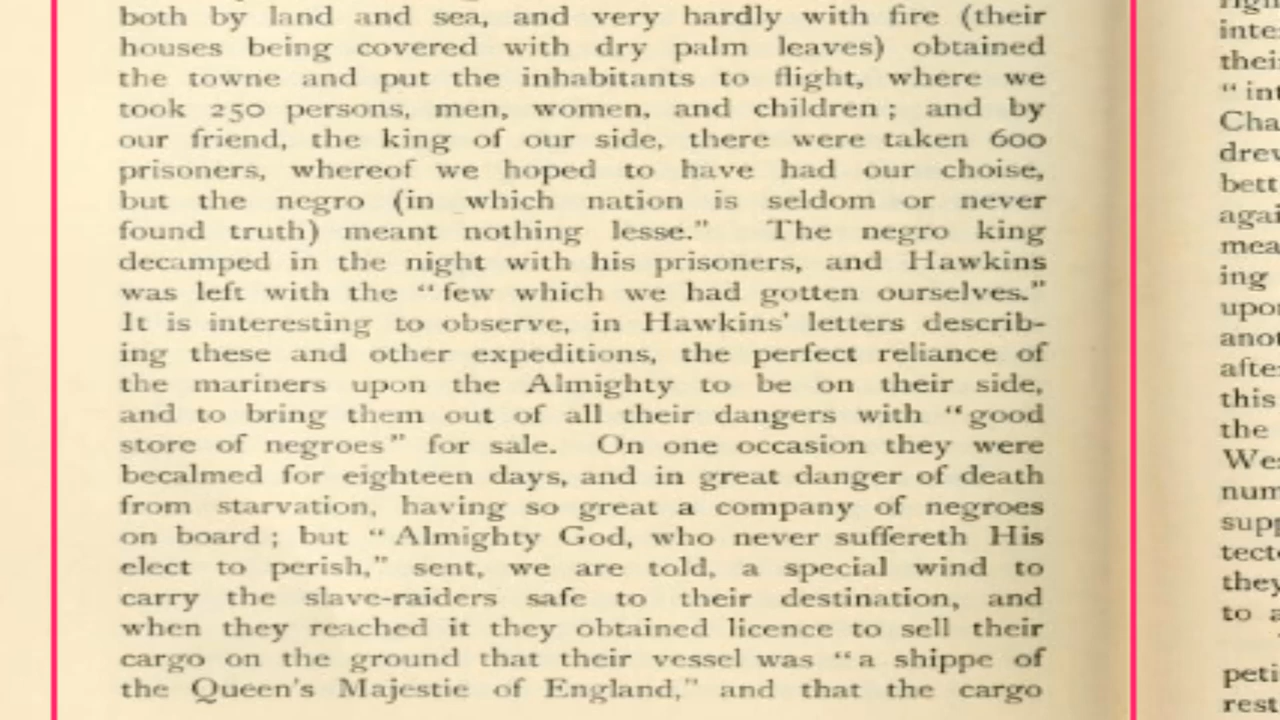 both by land and sea, and very hardly with fire (their
houses being covered with dry palm leaves) obtained
the towne and put the inhabitants to flight, where we
took 250 persons, men, women, and children ; and by
our friend, the king of our side, there were taken 600
prisoners, whereof we hoped to have had our choise,
but the negro (in which nation is seldom or never
found truth) meant nothing lesse." The negro king
decamped in the night with his prisoners, and Hawkins
was left with the "few which we had gotten ourselves."
It is interesting to observe, in Hawkins' letters describ-
ing these and other expeditions, the perfect reliance of
the mariners upon the Almighty to be on their side,
and to bring them out of all their dangers with "good
store of negroes" for sale. On one occasion they were
becalmed for eighteen days, and in great danger of death
from starvation, having so great a company of negroes
on board ; but "Almighty God, who never suffereth His
elect to perish," sent, we are told, a special wind to
carry the slave-raiders safe to their destination, and
when they reached it they obtained licence to sell their
cargo on the ground that their vessel was "a shippe of
the Queen's Majestie of England," and that the cargo
ing
this
the
they
to